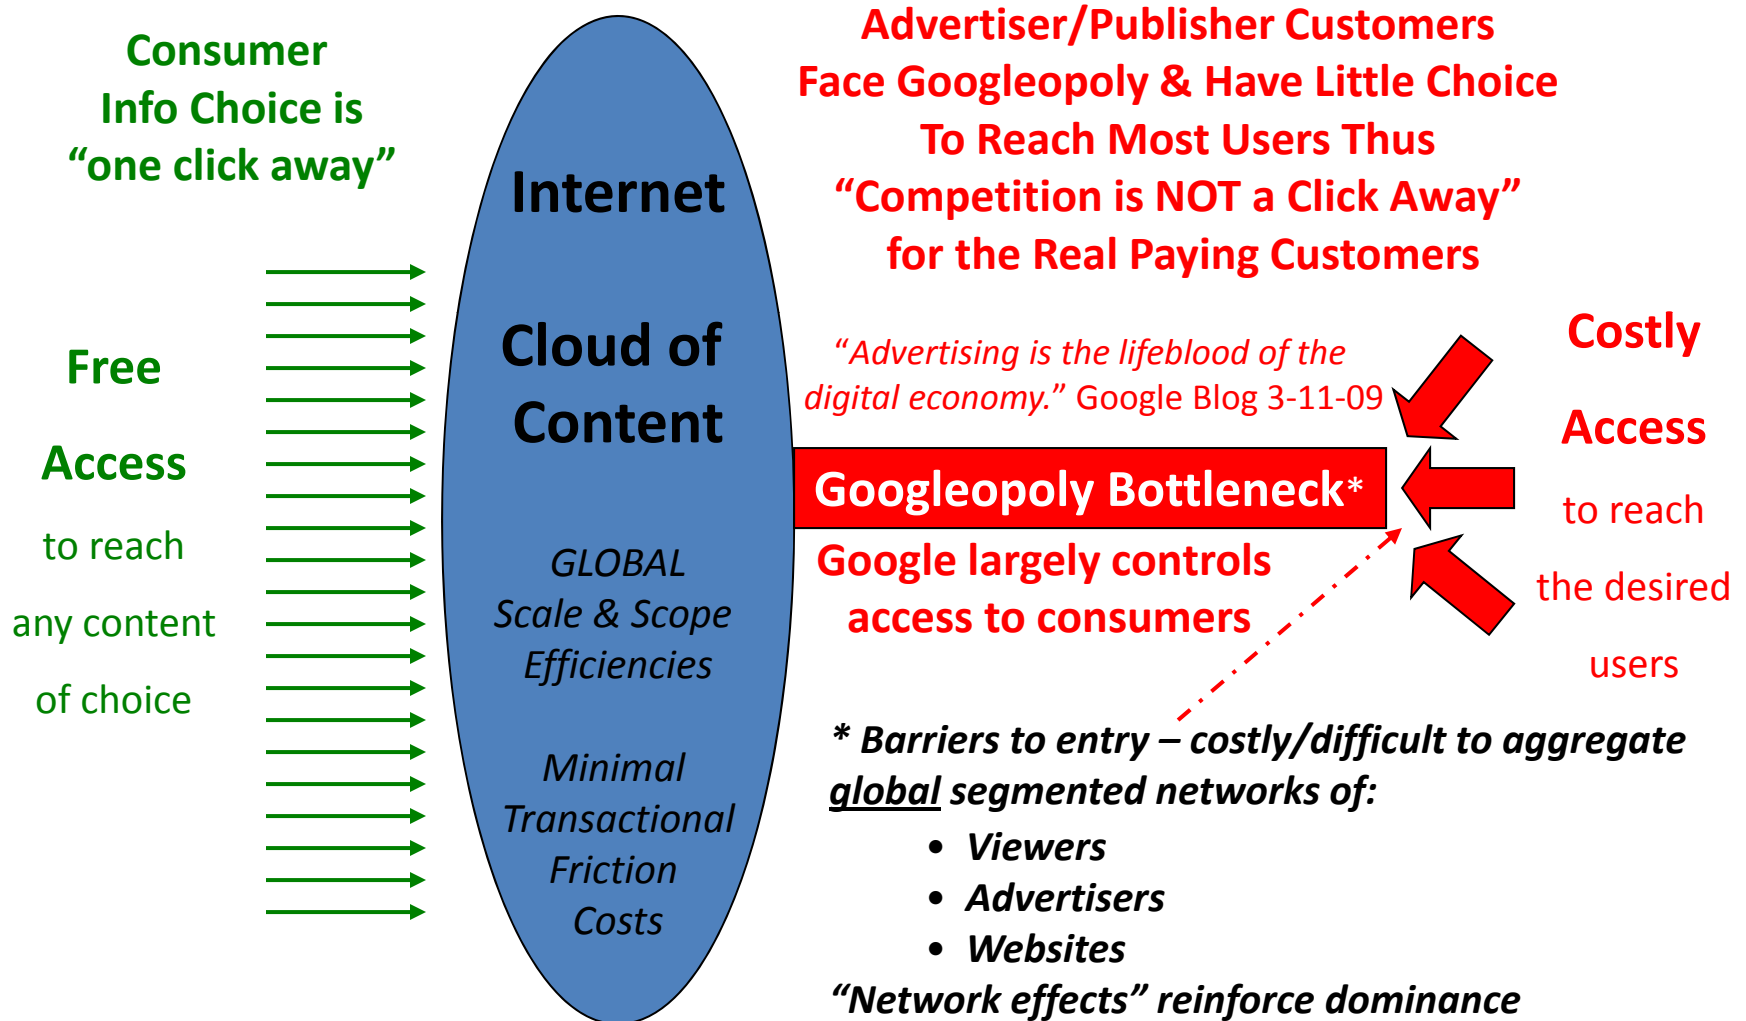 Consumer
Info Choice is
“one click away”
Free
Access
to reach
any content
of choice
Internet
Cloud of
Content
GLOBAL
Scale & Scope
Efficiencies
Minimal
Transactional
Friction
Costs
Advertiser/Publisher Customers
Face Googleopoly & Have Little Choice
To Reach Most Users Thus
“Competition is NOT a Click Away”
for the Real Paying Customers
“Advertising is the lifeblood of the
digital economy.” Google Blog 3-11-09
Googleopoly Bottleneck*
Google largely controls
access to consumers
Costly
Access
to reach
the desired
users
* Barriers to entry – costly/difficult to aggregate
global segmented networks of:
• Viewers
• Advertisers
• Websites
“Network effects” reinforce dominance